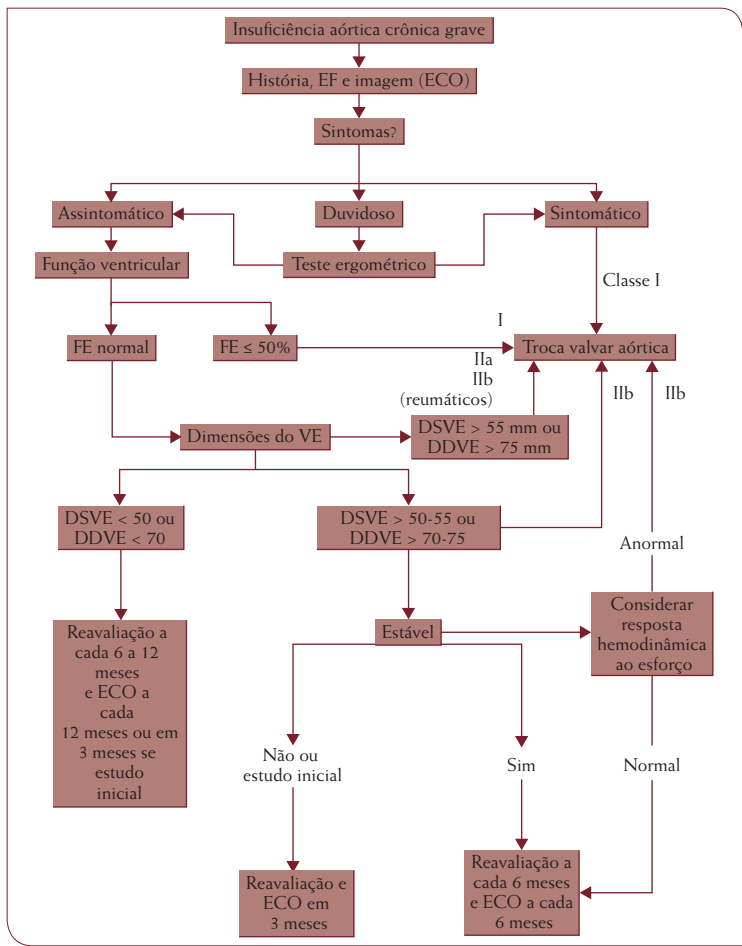 Insuficiência aórtica crônica grave
História, EF e imagem (ECO)
Sintomas?
Assintomático
Duvidoso
Sintomático
Função ventricular
Teste ergométrico
Classe I
FE normal
FE ≤ 50%
I
Troca valvar aórtica
IIa
IIb
(reumáticos)
IIb
IIb
Dimensões do VE
DSVE > 55 mm ou
DDVE > 75 mm
DSVE < 50 ou
DDVE < 70
DSVE > 50-55 ou
DDVE > 70-75
Anormal
Reavaliação a
cada 6 a 12
meses
e ECO a
cada
12 meses ou em
3 meses se
estudo
inicial
Estável
Considerar
resposta
hemodinâmica
ao esforço
Não ou
estudo inicial
Sim
Normal
Reavaliação e
ECO em
3 meses
Reavaliação a
cada 6 meses
e ECO a cada
6 meses